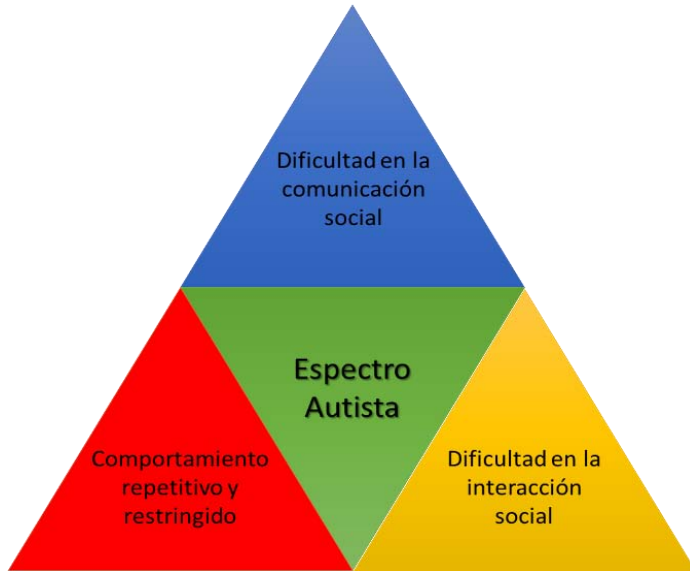 Dificultad en la
comunicación
social
Espectro
Autista
Comportamiento
repetitivo y
restringido
Dificultad en la
interacción
social